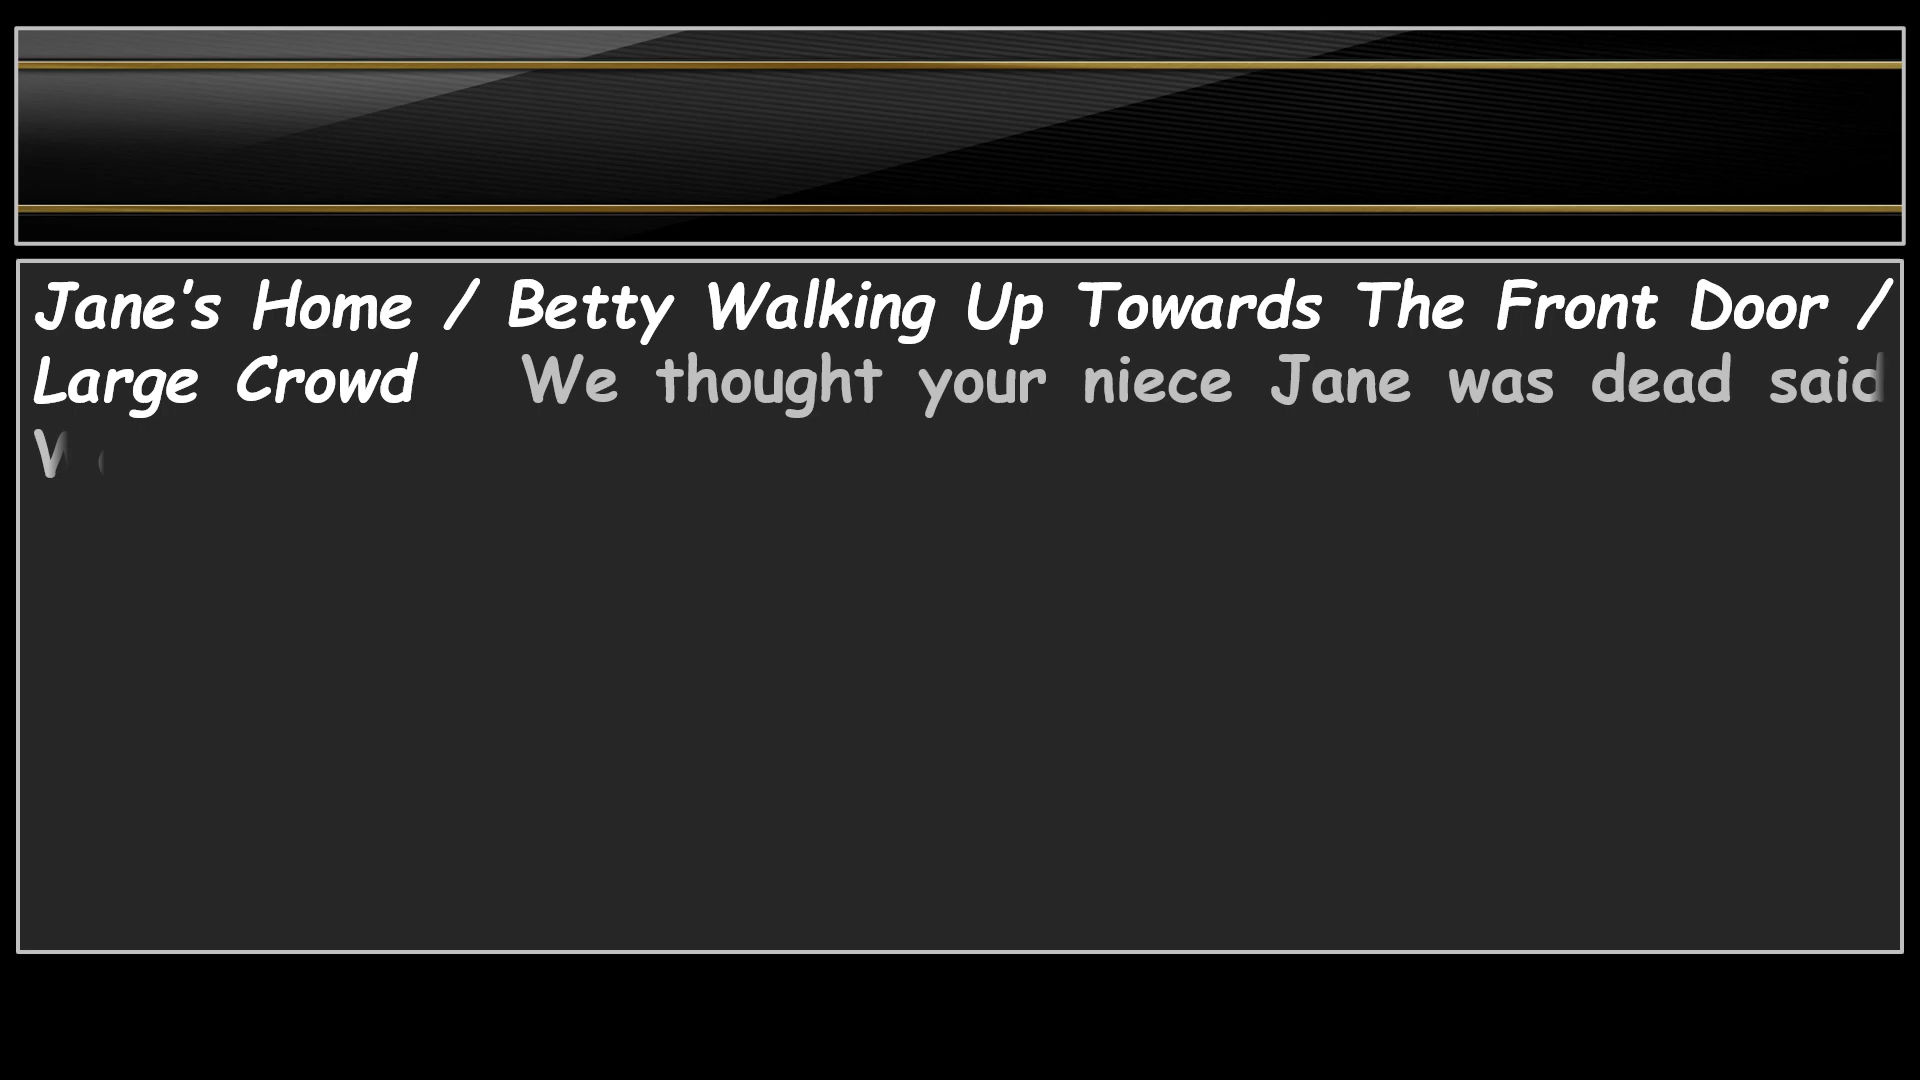 Jane's Home / Betty Walking Up Towards The Front Door /
Large Crowd We thought your niece Jane was dead said